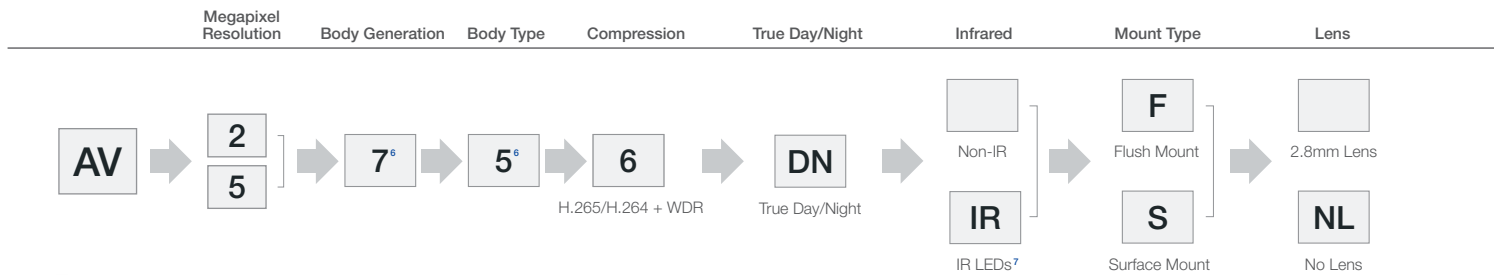 Megapixel
Resolution
Body Generation
Body Type
Compression
True Day/Night
Infrared
Mount Type
Lens
AV
2
5
7⁶
5⁶
6
H.265/H.264 + WDR
DN
True Day/Night
Non-IR
IR
IR LEDs⁷
F
Flush Mount
S
Surface Mount
2.8mm Lens
NL
No Lens